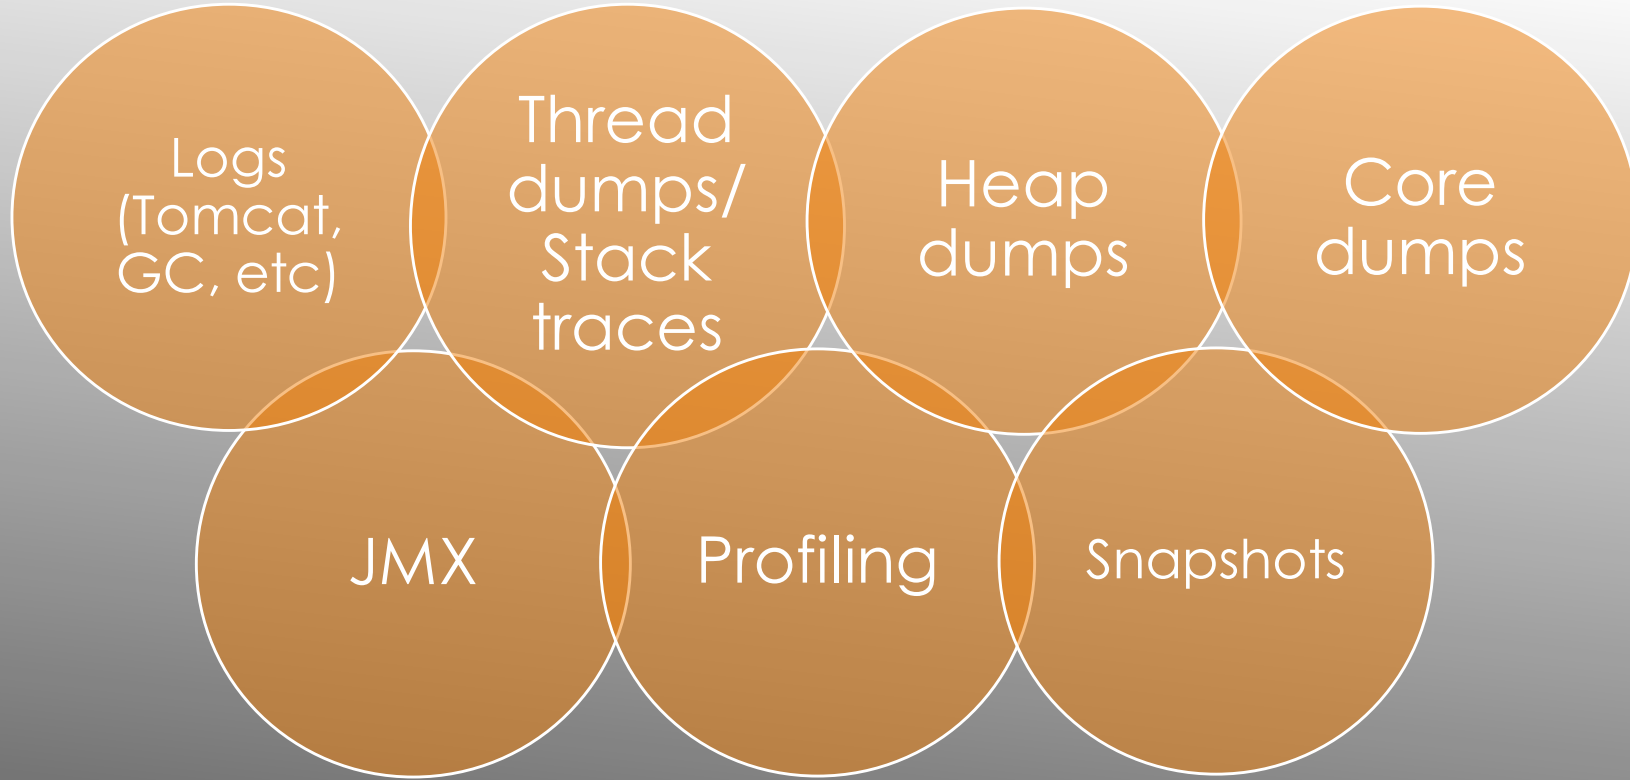 Logs
(Tomcat,
GC, etc)
Thread
dumps/
Stack
traces
Heap
dumps
Core
dumps
JMX
Profiling
Snapshots